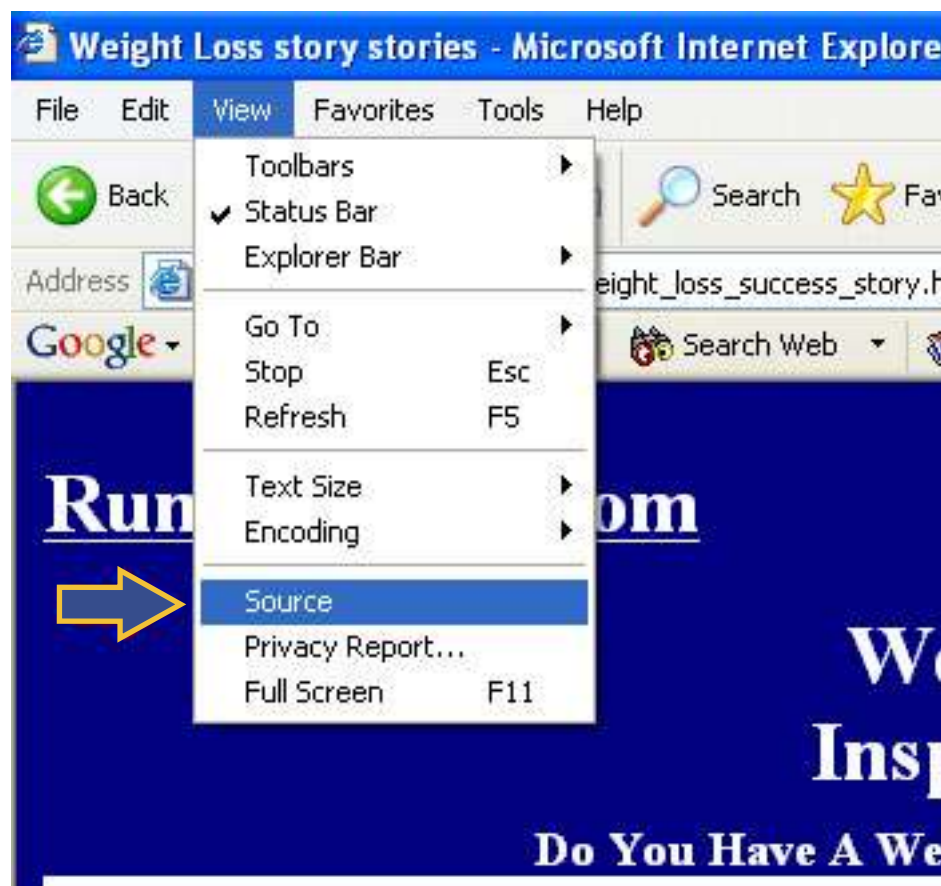 Weight Loss story stories - Microsoft Internet Explore
File Edit View Favorites Tools Help
Toolbars
Back Search Fav
Status Bar
Explorer Bar
Address eight_loss_success_story.h
Go To
Google Search Web
Stop Esc
Refresh F5
Text Size
Run om
Encoding
Source
Privacy Report...
We
Full Screen F11
Insp
Do You Have A We